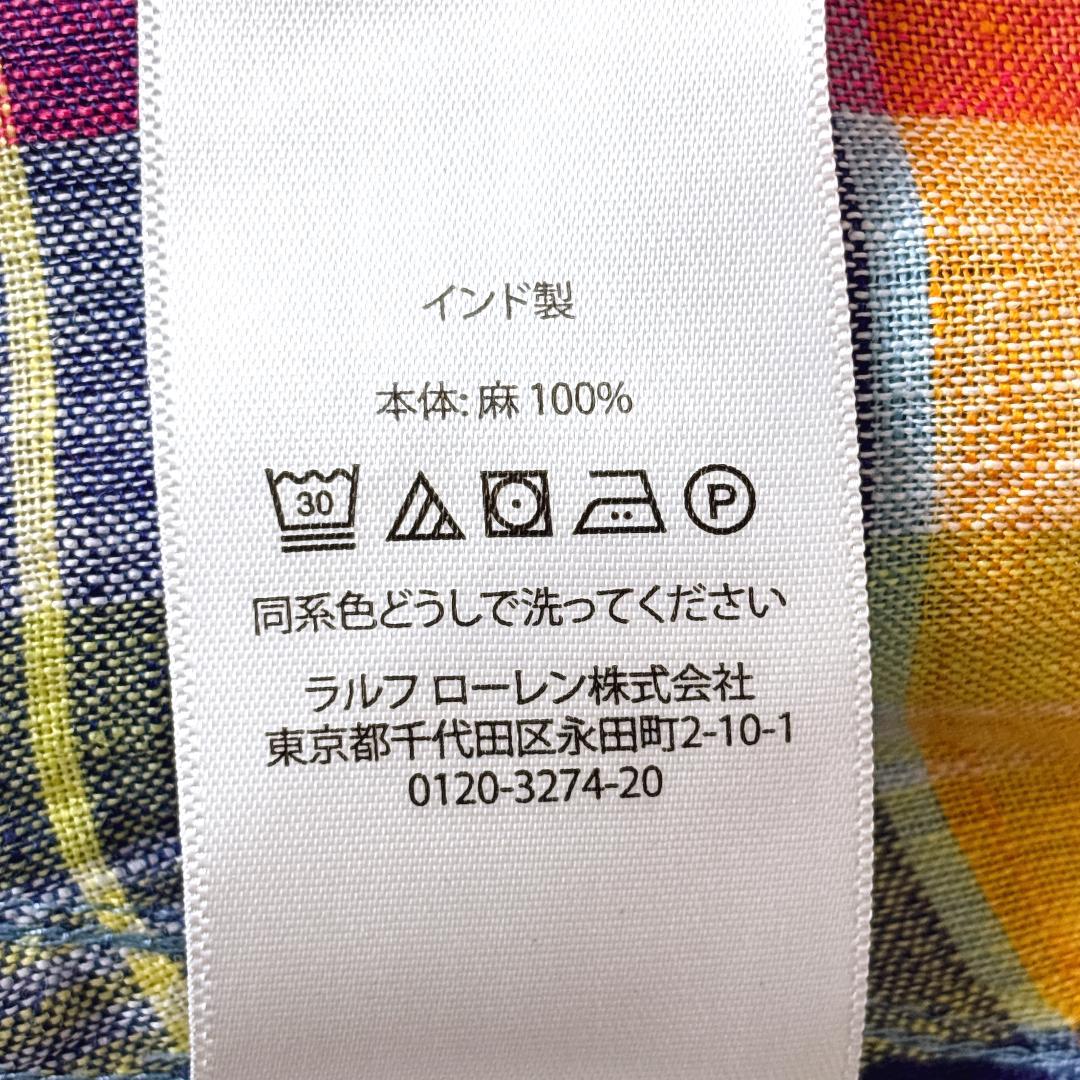 インド製
本体: 麻 100%
30 P
同系色どうしで洗ってください
ラルフ ローレン株式会社
東京都千代田区永田町2-10-1
0120-3274-20